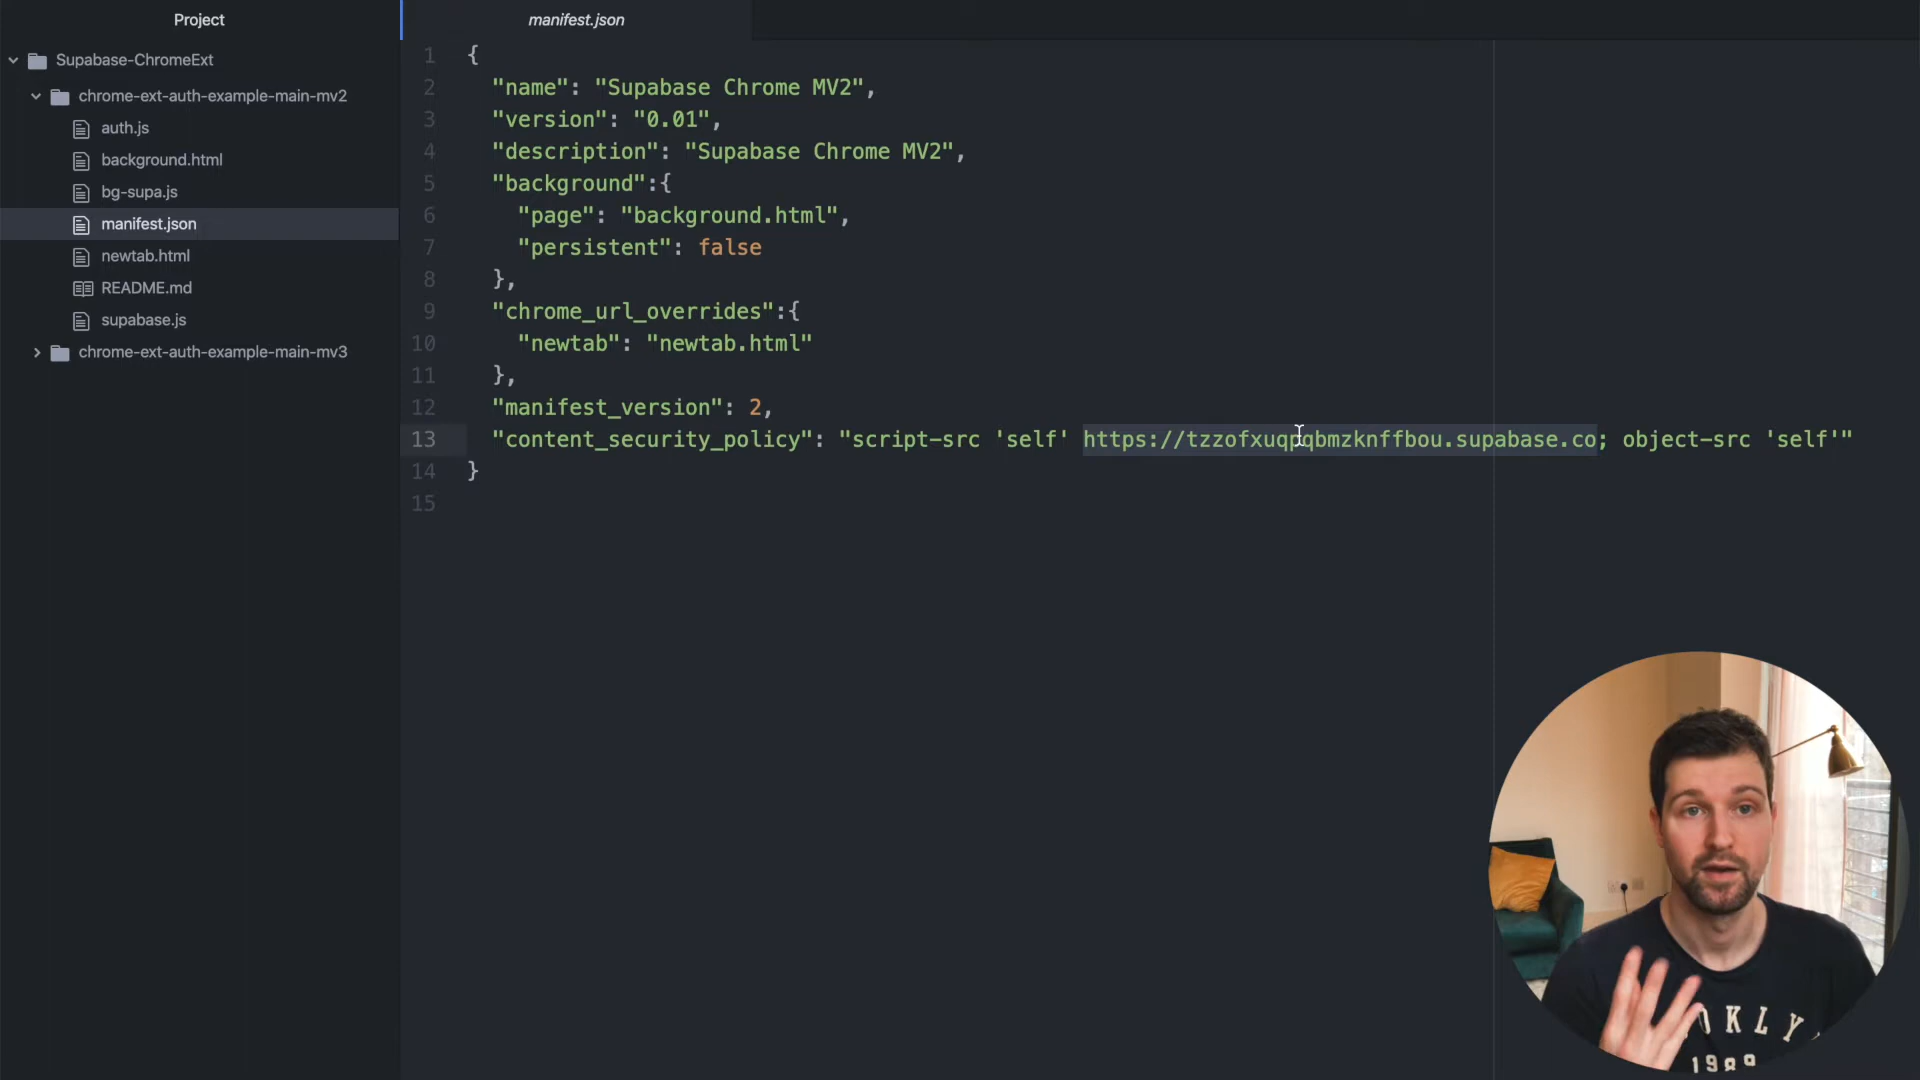 Project
Supabase-ChromeExt
chrome-ext-auth-example-main-mv2
auth.js
background.html
bg-supa.js
manifest.json
newtab.html
README.md
supabase.js
chrome-ext-auth-example-main-mv3
manifest.json
1 {
2 "name": "Supabase Chrome MV2",
3 "version": "0.01",
4 "description": "Supabase Chrome MV2",
5 "background":{
6 "page": "background.html",
7 "persistent": false
8 },
9 "chrome_url_overrides":{
10 "newtab": "newtab.html"
11 },
12 "manifest_version": 2,
13 "content_security_policy": "script-src 'self' https://tzzofxuqpqbmzknffbou.supabase.co; object-src 'self'"
14 }
15
OKLY
1989